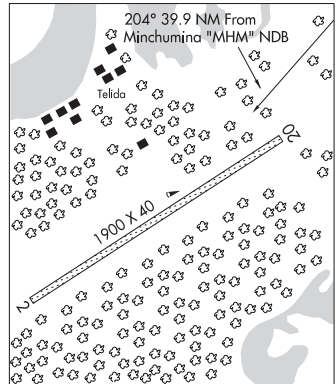 204° 39.9 NM From
Minchumina "MHM" NDB
Telida
20
1900 X 40
2